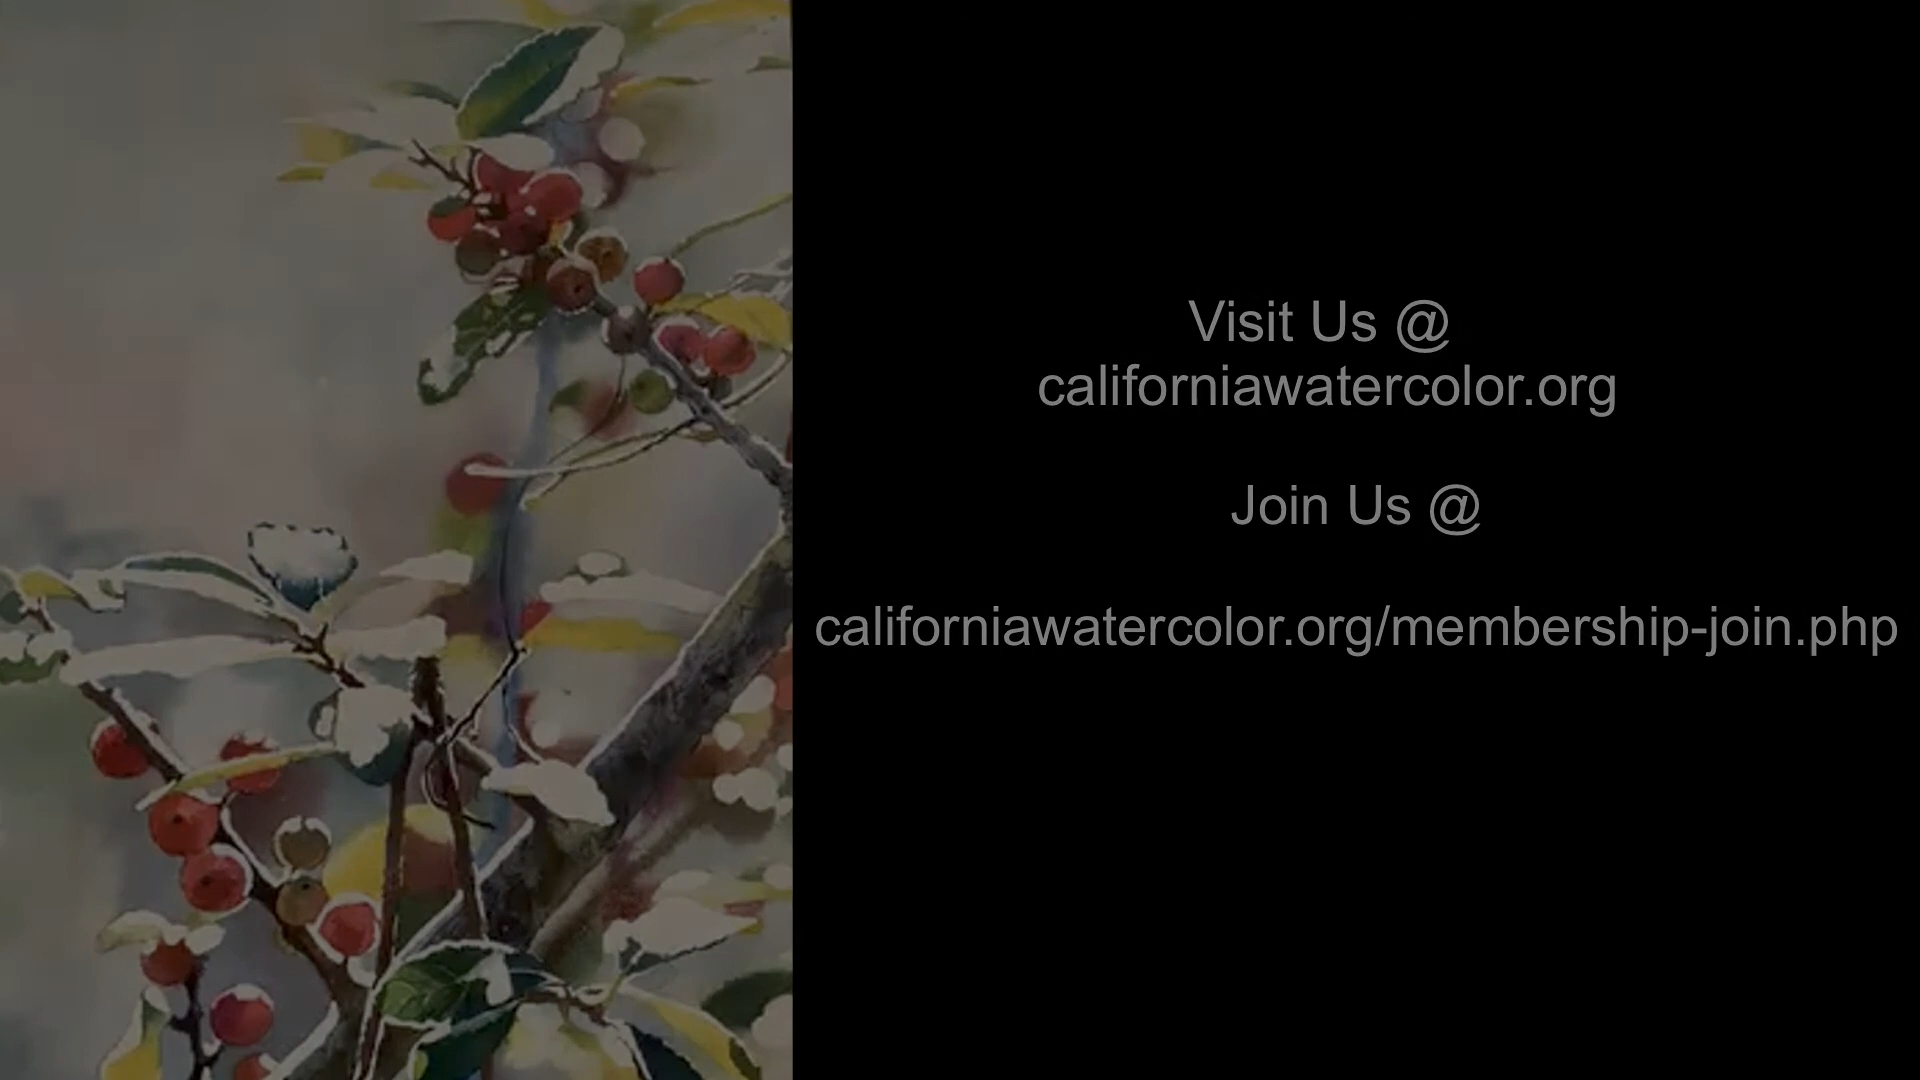 Visit Us @
californiawatercolor.org
Join Us @
californiawatercolor.org/membership-join.php